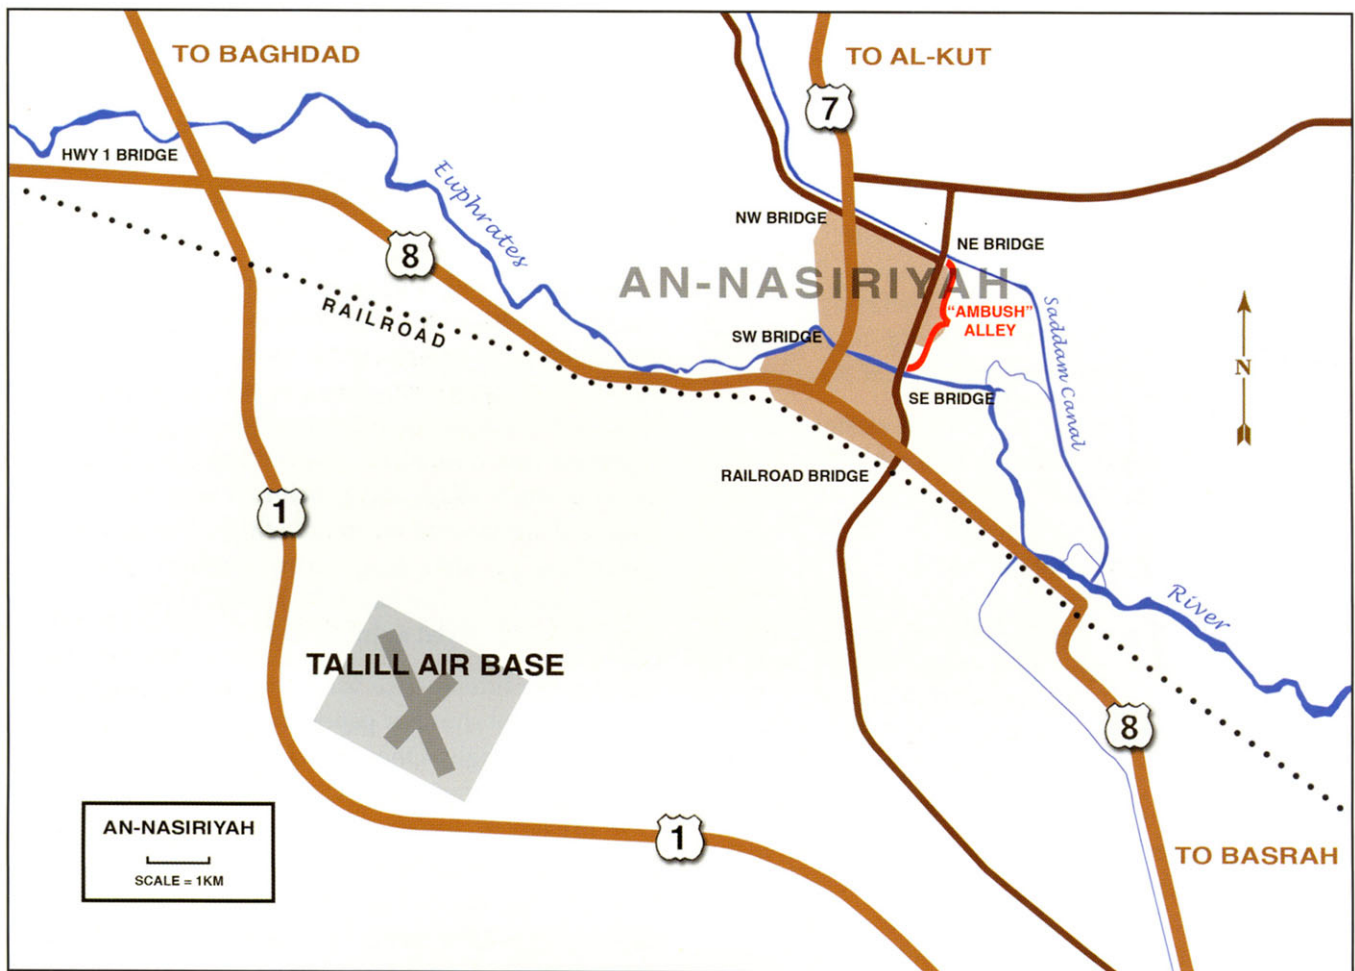 TO BAGHDAD
TO AL-KUT
7
HWY 1 BRIDGE
Euphrates
NW BRIDGE
NE BRIDGE
8
AN-NASIRIYAH
"AMBUSH"
ALLEY
RAILROAD
SW BRIDGE
Saddam Canal
N
SE BRIDGE
RAILROAD BRIDGE
1
River
TALILL AIR BASE
8
AN-NASIRIYAH
SCALE = 1KM
1
TO BASRAH